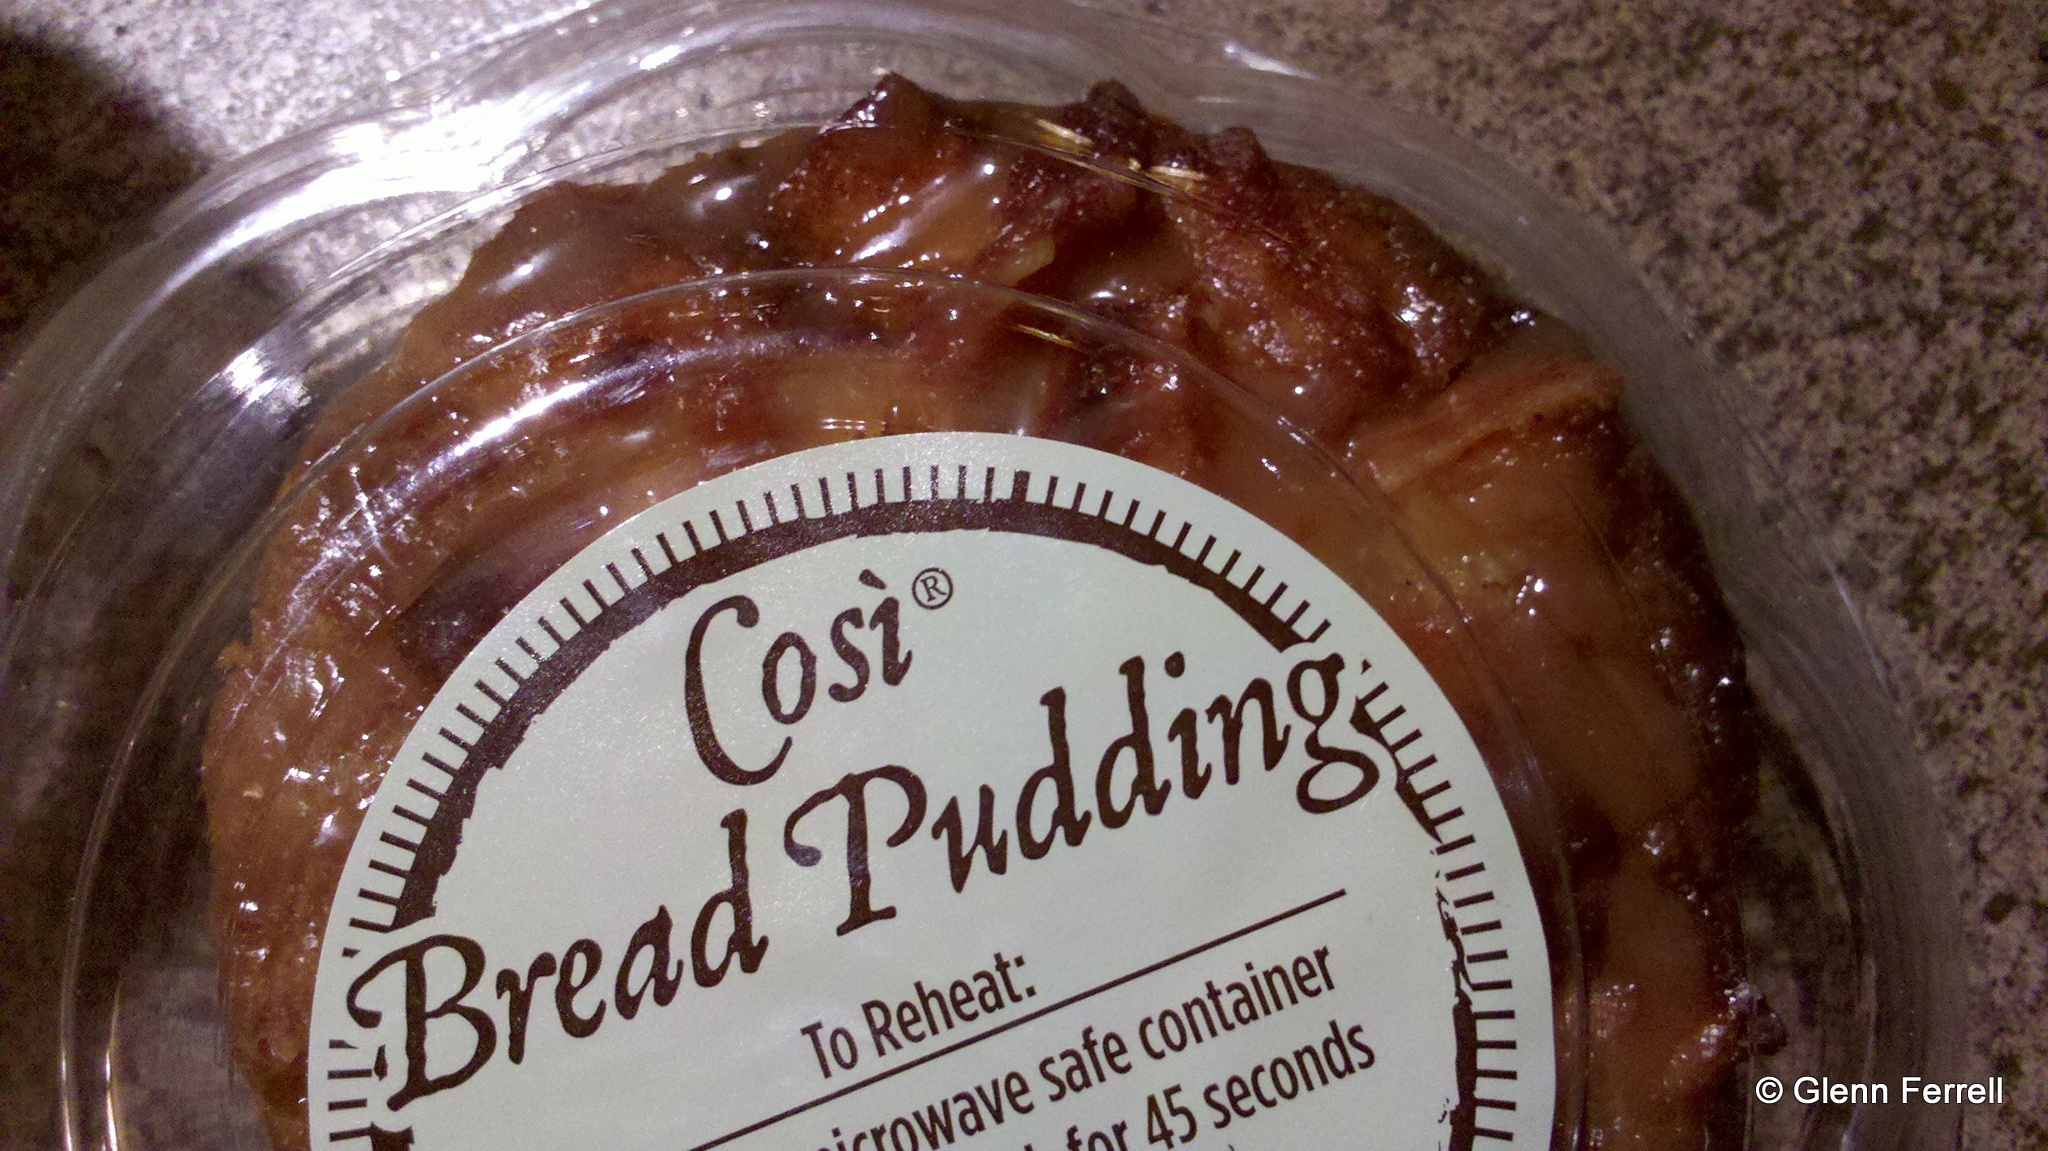 Così®
Bread Pudding
To Reheat:
microwave safe container
for 45 seconds
© Glenn Ferrell